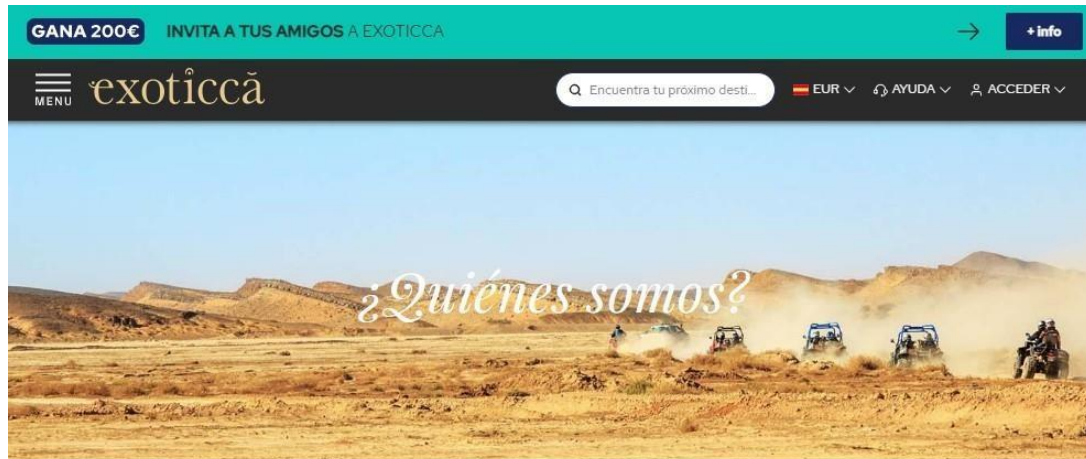 GANA 200€ INVITA A TUS AMIGOS A EXOTICCA + info
MENU exoticcă Encuentra tu próximo desti... EUR AYUDA ACCEDER
¿Quiénes somos?